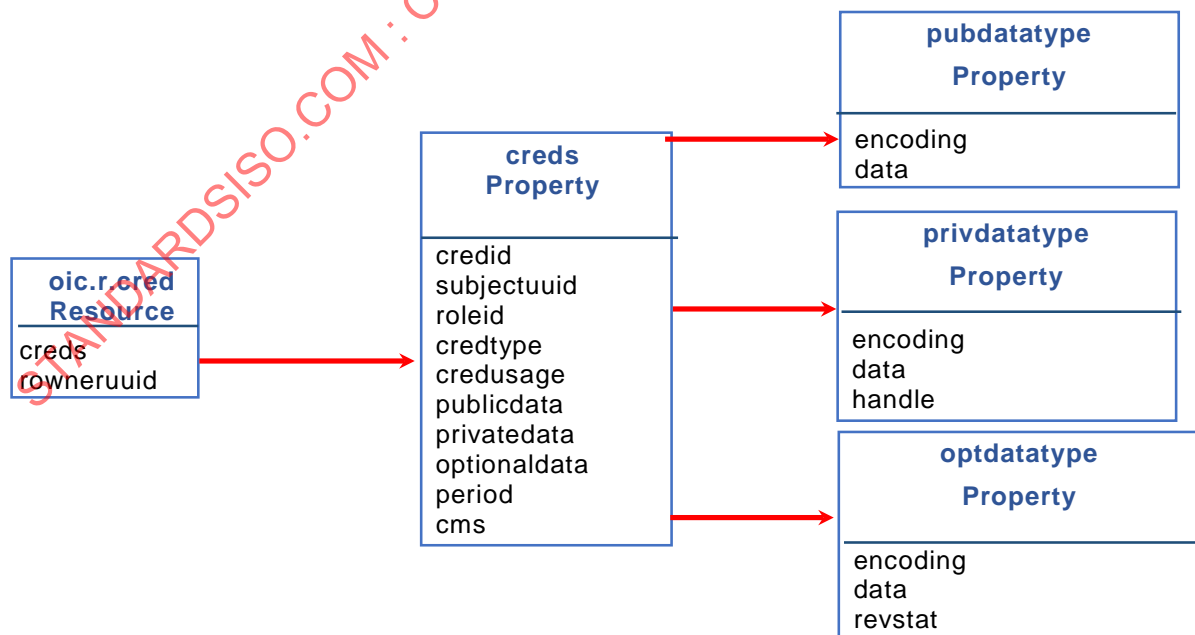 STANDARDSISO.COM : C
oic.r.cred
Resource
creds
rowneruuid
creds
Property
credid
subjectuuid
roleid
credtype
credusage
publicdata
privatedata
optionaldata
period
cms
pubdatatype
Property
encoding
data
privdatatype
Property
encoding
data
handle
optdatatype
Property
encoding
data
revstat